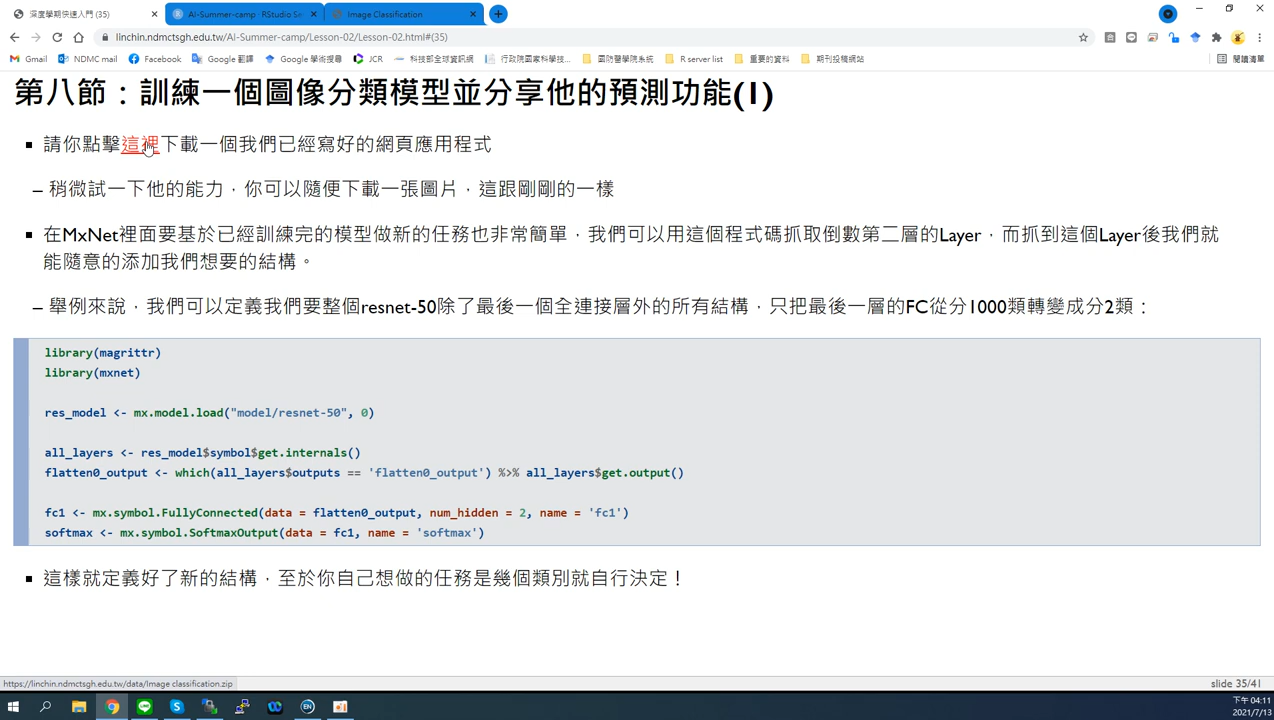 深度學期快速入門 (35)
AI-Summer-camp - RStudio Se
Image Classification
linchin.ndmctsgh.edu.tw/AI-Summer-camp/Lesson-02/Lesson-02.html#(35)
Gmail
NDMC mail
Facebook
Google 翻譯
Google 學術搜尋
JCR
科技部全球資訊網
行政院國家科學技...
國防醫學院系統
R server list
重要的資料
期刊投稿網站
閱讀清單
第八節：訓練一個圖像分類模型並分享他的預測功能(1)
請你點擊這裡下載一個我們已經寫好的網頁應用程式
– 稍微試一下他的能力，你可以隨便下載一張圖片，這跟剛剛的一樣
在MxNet裡面要基於已經訓練完的模型做新的任務也非常簡單，我們可以用這個程式碼抓取倒數第二層的Layer，而抓到這個Layer後我們就
能隨意的添加我們想要的結構。
– 舉例來說，我們可以定義我們要整個resnet-50除了最後一個全連接層外的所有結構，只把最後一層的FC從分1000類轉變成分2類：
library(magrittr)
library(mxnet)
res_model <- mx.model.load("model/resnet-50", 0)
all_layers <- res_model$symbol$get.internals()
flatten0_output <- which(all_layers$outputs == 'flatten0_output') %>% all_layers$get.output()
fc1 <- mx.symbol.FullyConnected(data = flatten0_output, num_hidden = 2, name = 'fc1')
softmax <- mx.symbol.SoftmaxOutput(data = fc1, name = 'softmax')
這樣就定義好了新的結構，至於你自己想做的任務是幾個類別就自行決定！
https://linchin.ndmctsgh.edu.tw/data/Image classification.zip
slide 35/41
下午 04:11
2021/7/13